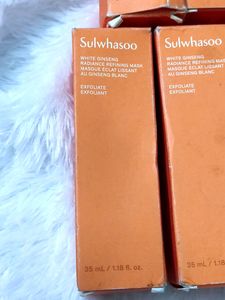 Sulwhasoo
WHITE GINSENG
RADIANCE REFINING MASK
MASQUE ÉCLAT LISSANT
AU GINSENG BLANC
EXFOLIATE
EXFOLIANT
35 mL / 1.18 fl. oz.
Sulwhasoo
WHITE GINSENG
RADIANCE REFINING MASK
MASQUE ÉCLAT LISSANT
AU GINSENG BLANC
EXFOLIATE
EXFOLIANT
35 mL / 1.18